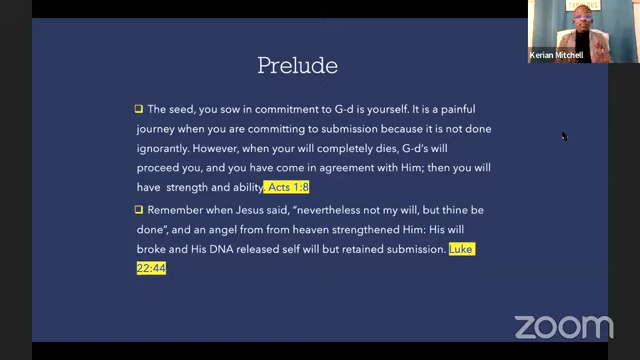 Kerian Mitchell
Prelude
The seed, you sow in commitment to G-d is yourself. It is a painful
journey when you are committing to submission because it is not done
ignorantly. However, when your will completely dies, G-d's will
proceed you, and you have come in agreement with Him; then you will
have strength and ability. Acts 1:8
Remember when Jesus said, "nevertheless not my will, but thine be
done", and an angel from from heaven strengthened Him: His will
broke and His DNA released self will but retained submission. Luke
22:44
zoom